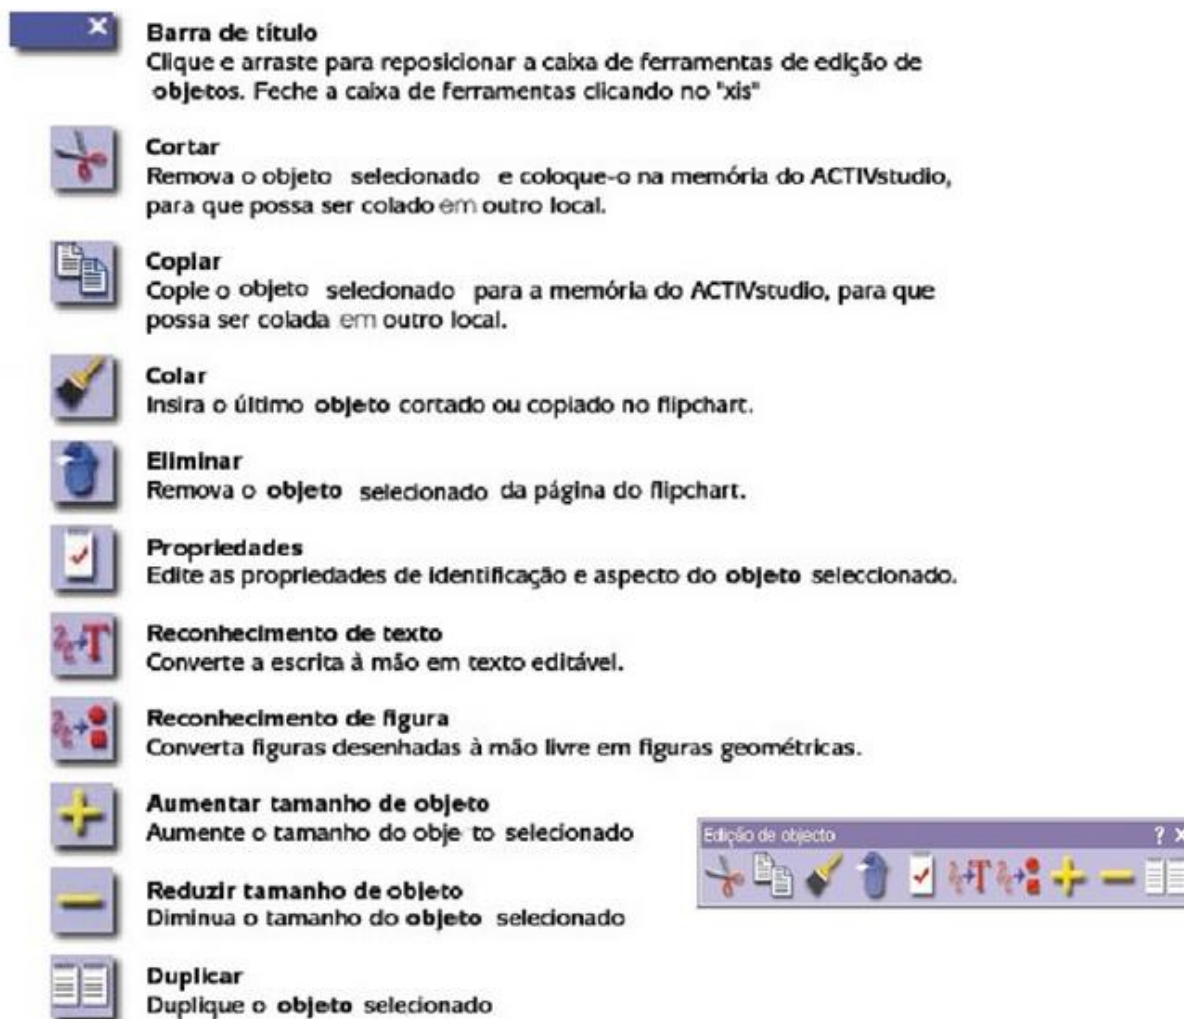 Barra de título
Clique e arraste para reposicionar a caixa de ferramentas de edição de
objetos. Feche a caixa de ferramentas clicando no "xis"
Cortar
Remova o objeto selecionado e coloque-o na memória do ACTIVstudio,
para que possa ser colado em outro local.
Copiar
Copie o objeto selecionado para a memória do ACTIVstudio, para que
possa ser colada em outro local.
Colar
Insira o último objeto cortado ou copiado no flipchart.
Eliminar
Remova o objeto selecionado da página do flipchart.
Propriedades
Edite as propriedades de identificação e aspecto do objeto seleccionado.
Reconhecimento de texto
Converte a escrita à mão em texto editável.
Reconhecimento de figura
Converta figuras desenhadas à mão livre em figuras geométricas.
Aumentar tamanho de objeto
Aumente o tamanho do obje to selecionado
Edição de objecto ? X
Reduzir tamanho de objeto
Diminua o tamanho do objeto selecionado
Duplicar
Duplique o objeto selecionado